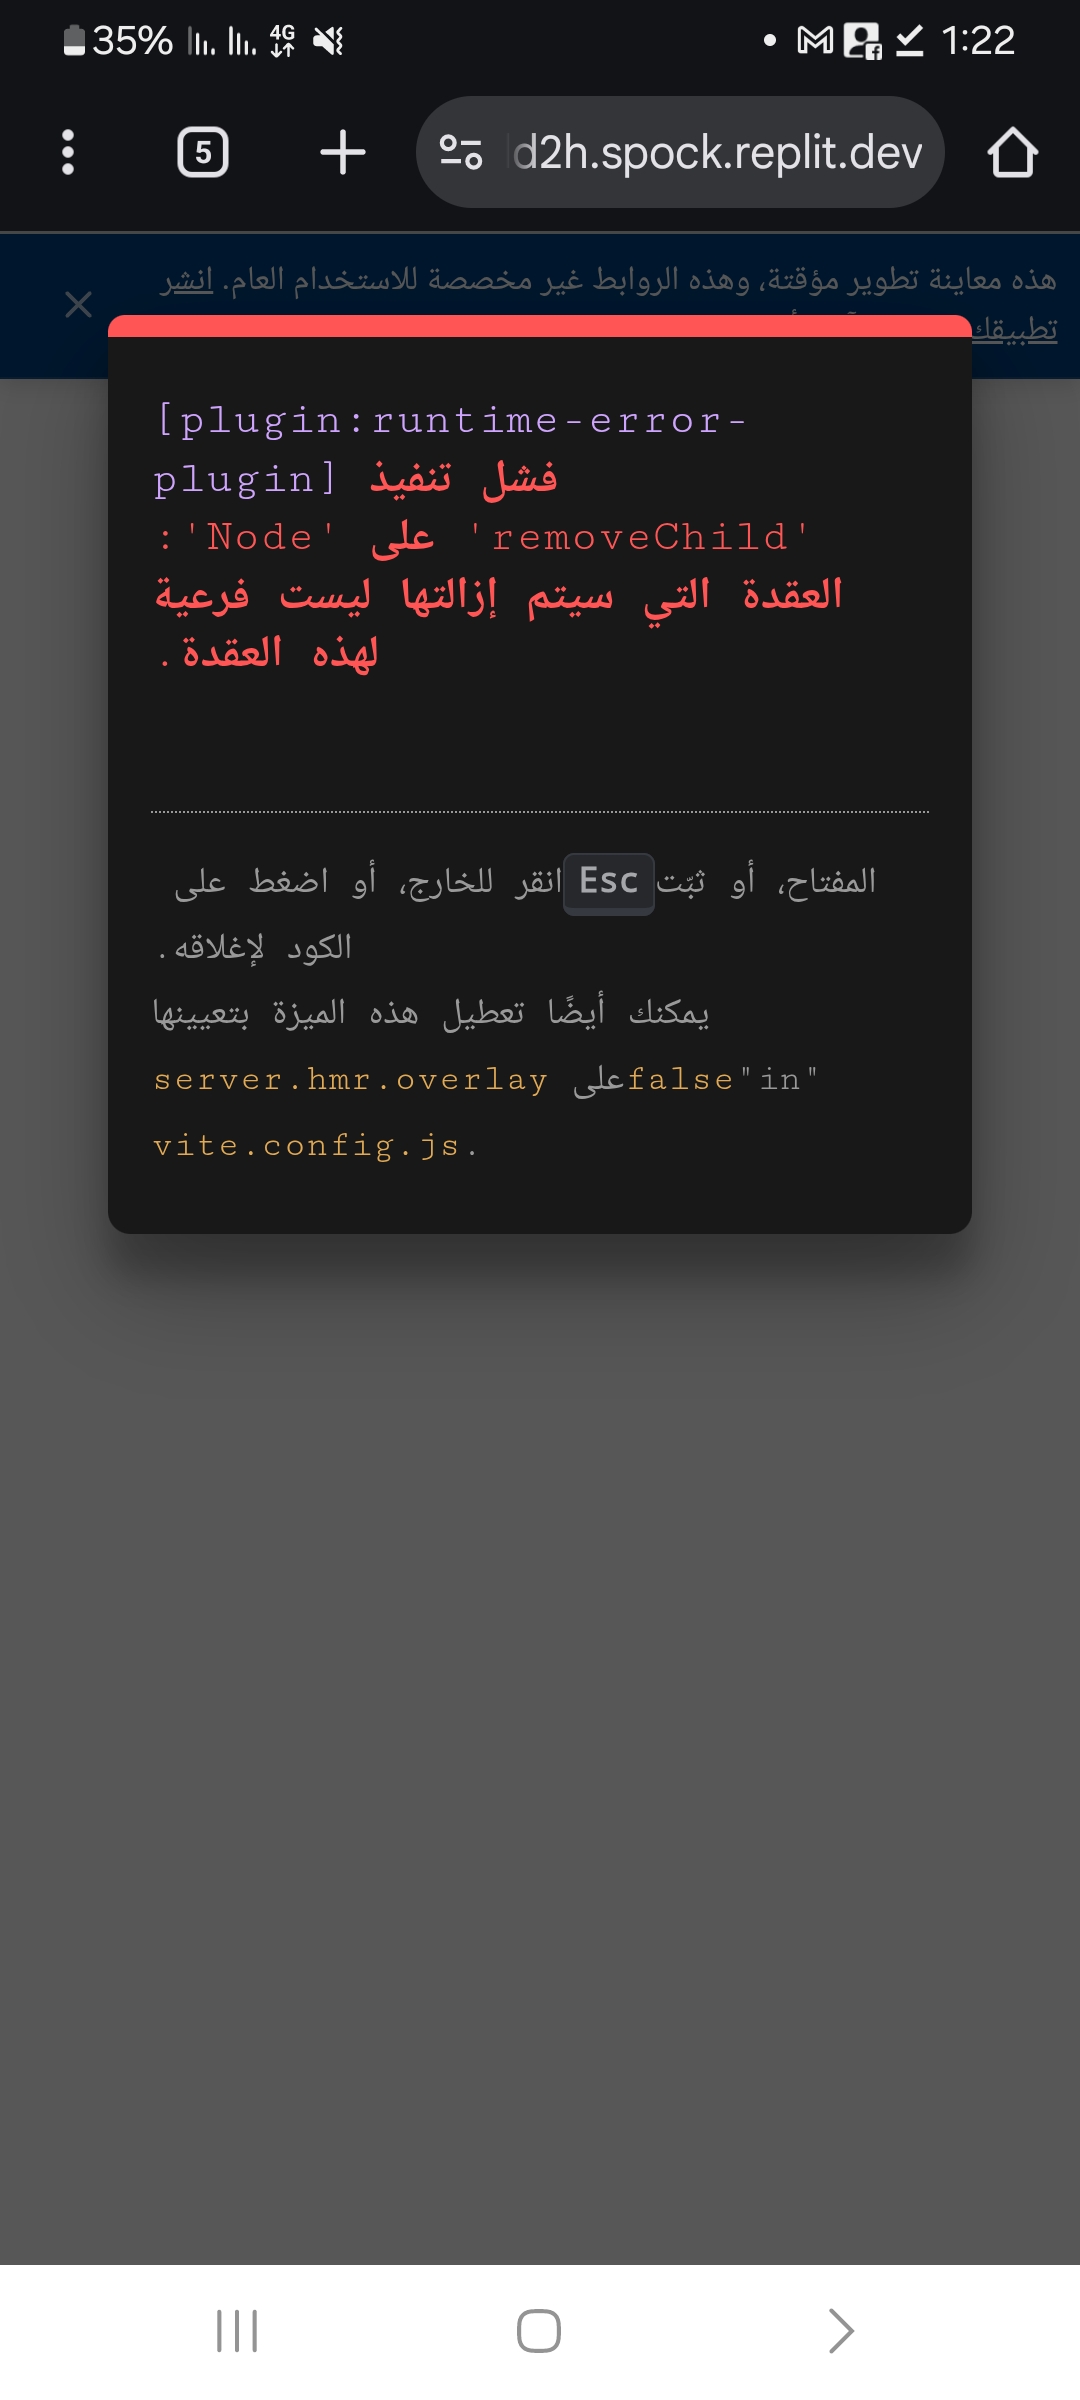 35% 4G 1:22
5 d2h.spock.replit.dev
هذه معاينة تطوير مؤقتة، وهذه الروابط غير مخصصة للاستخدام العام. انشر
تطبيقك
[plugin:runtime-error-
plugin] فشل تنفيذ
'removeChild' على 'Node':
العقدة التي سيتم إزالتها ليست فرعية
لهذه العقدة.
انقر للخارج، أو اضغط على Esc المفتاح، أو ثبّت
الكود لإغلاقه.
يمكنك أيضًا تعطيل هذه الميزة بتعيينها
server.hmr.overlay على false"in"
vite.config.js.